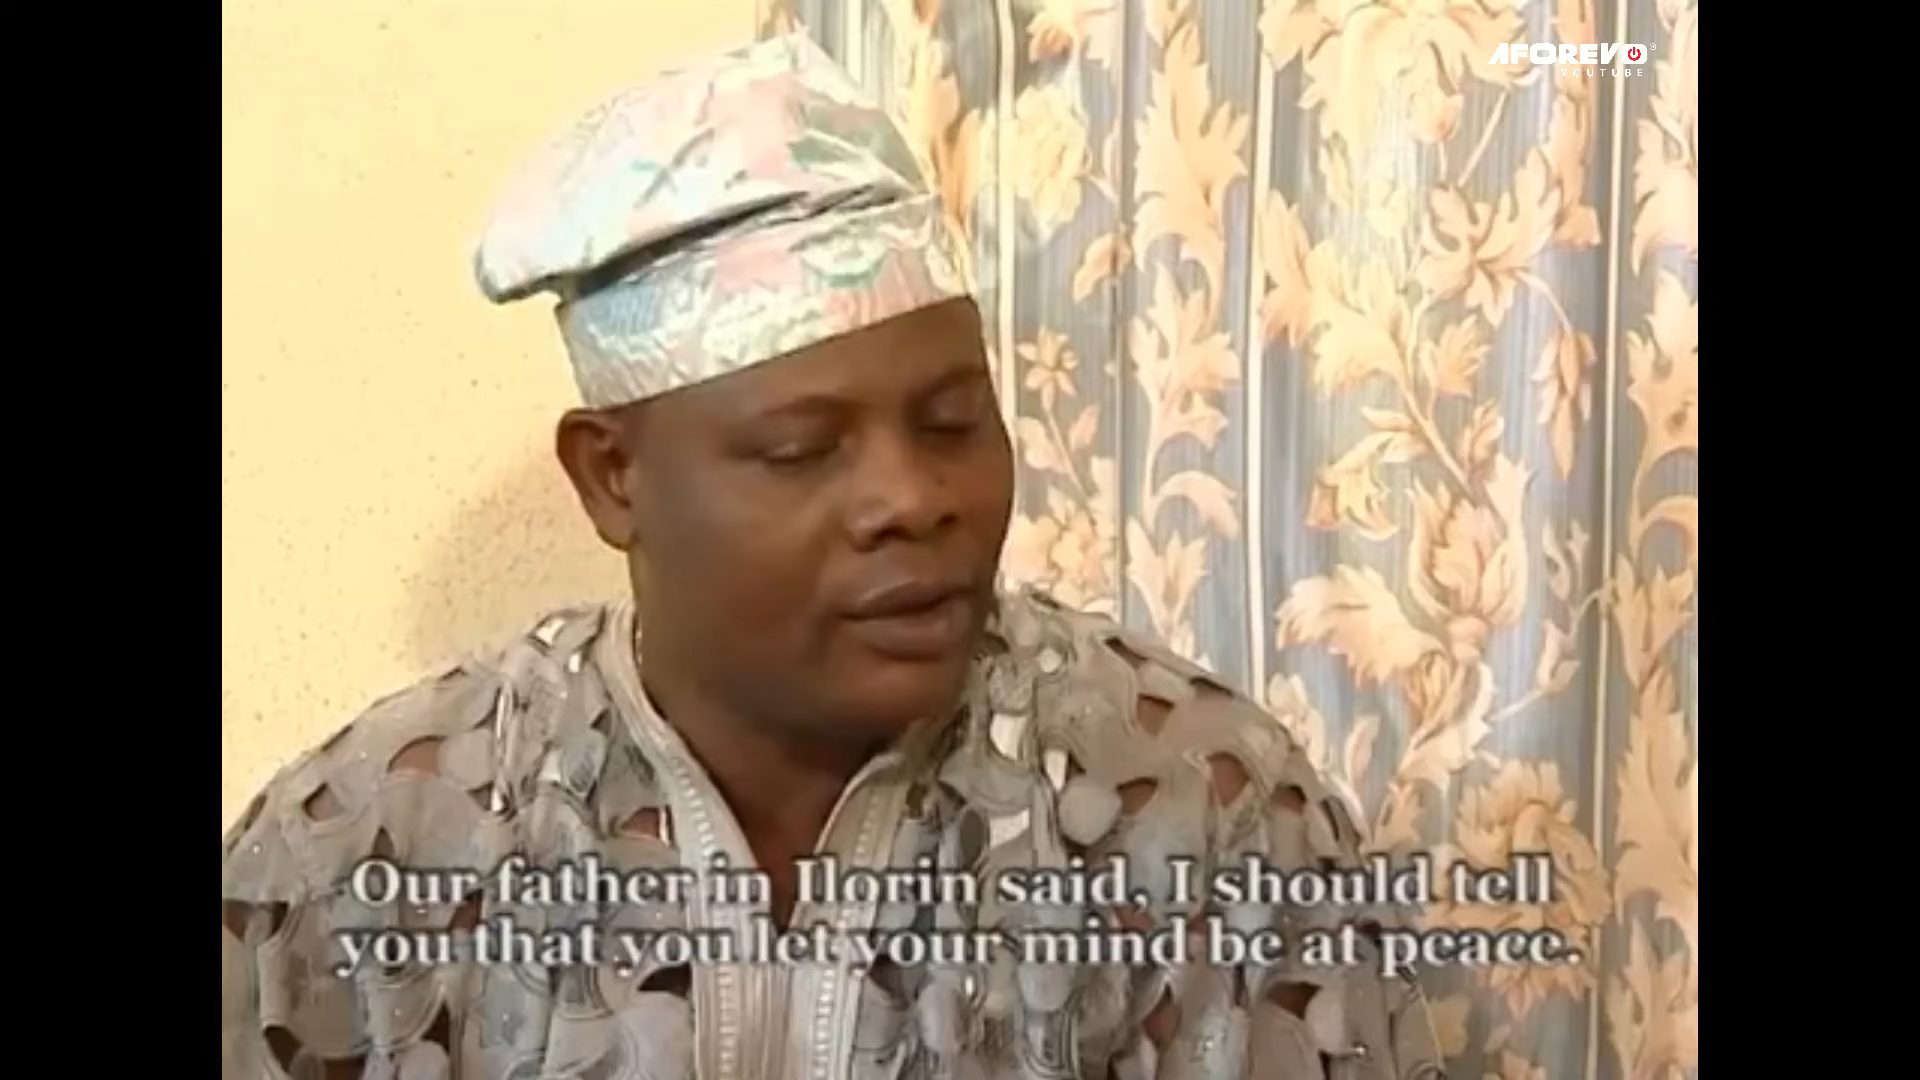 AFOREVO
YOUTUBE
Our father in Ilorin said, I should tell
you that you let your mind be at peace.